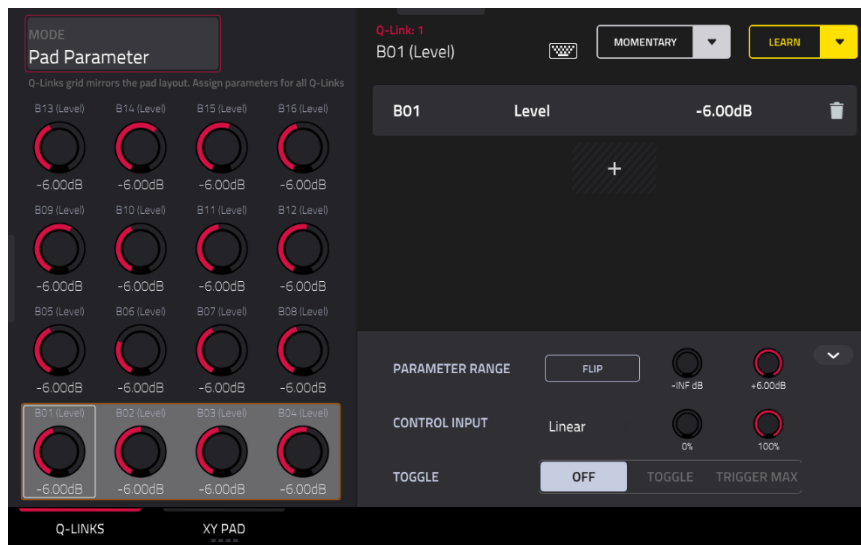 MODE
Pad Parameter
Q-Links grid mirrors the pad layout. Assign parameters for all Q-Links
B13 (Level) B14 (Level) B15 (Level) B16 (Level)
-6.00dB -6.00dB -6.00dB -6.00dB
B09 (Level) B10 (Level) B11 (Level) B12 (Level)
-6.00dB -6.00dB -6.00dB -6.00dB
B05 (Level) B06 (Level) B07 (Level) B08 (Level)
-6.00dB -6.00dB -6.00dB -6.00dB
B01 (Level) B02 (Level) B03 (Level) B04 (Level)
-6.00dB -6.00dB -6.00dB -6.00dB
Q-LINKS XY PAD
Q-Link: 1
B01 (Level)
MOMENTARY LEARN
B01 Level -6.00dB
+
PARAMETER RANGE FLIP -INF dB +6.00dB
CONTROL INPUT Linear 0% 100%
TOGGLE OFF TOGGLE TRIGGER MAX